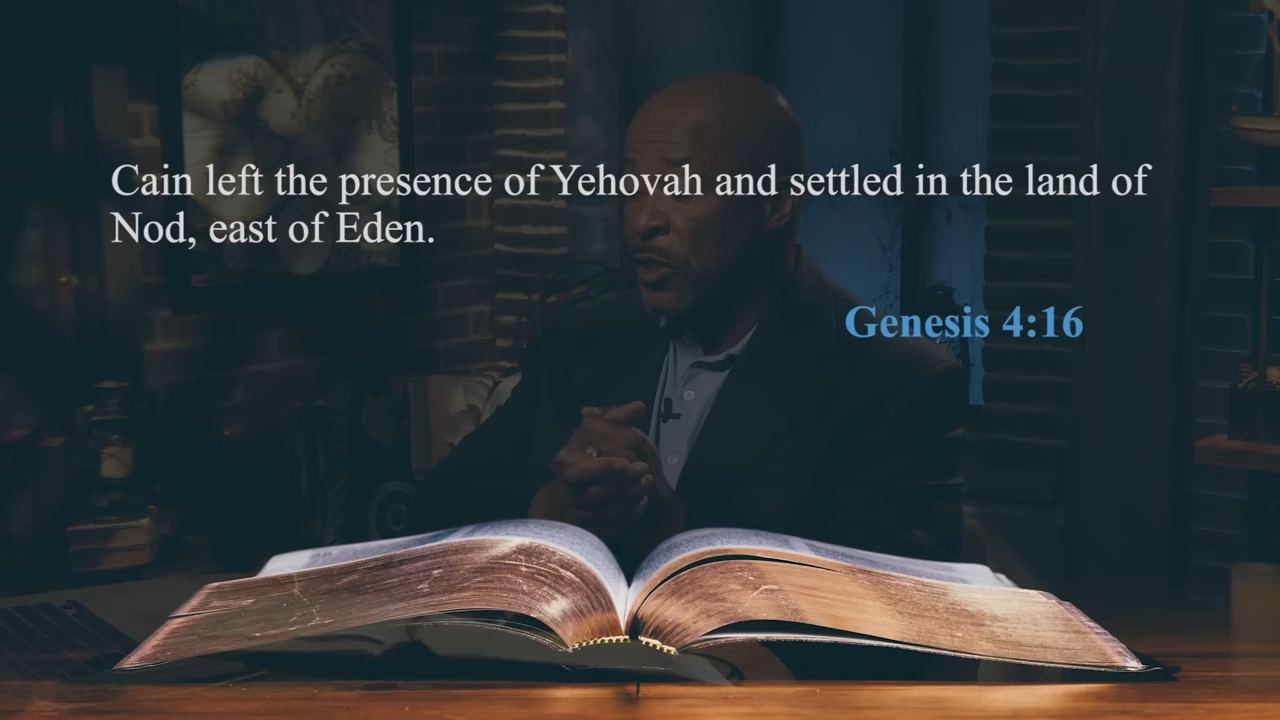 Cain left the presence of Yehovah and settled in the land of
Nod, east of Eden.
Genesis 4:16